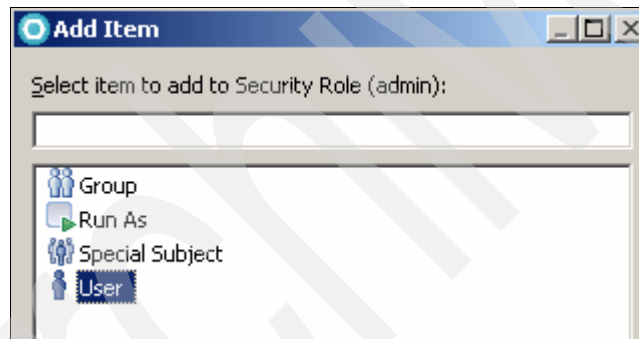 Add Item
Select item to add to Security Role (admin):
Group
Run As
Special Subject
User